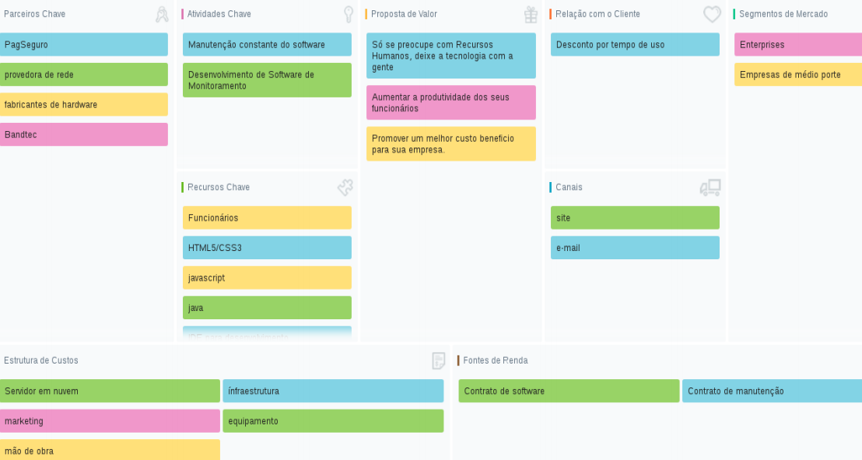 Parceiros Chave
PagSeguro
provedora de rede
fabricantes de hardware
Bandtec
Atividades Chave
Manutenção constante do software
Desenvolvimento de Software de
Monitoramento
Recursos Chave
Funcionários
HTML5/CSS3
javascript
java
Proposta de Valor
Só se preocupe com Recursos
Humanos, deixe a tecnologia com a
gente
Aumentar a produtividade dos seus
funcionários
Promover um melhor custo beneficio
para sua empresa.
Relação com o Cliente
Desconto por tempo de uso
Canais
site
e-mail
Segmentos de Mercado
Enterprises
Empresas de médio porte
Estrutura de Custos
Servidor em nuvem
ínfraestrutura
marketing
equipamento
mão de obra
Fontes de Renda
Contrato de software
Contrato de manutenção